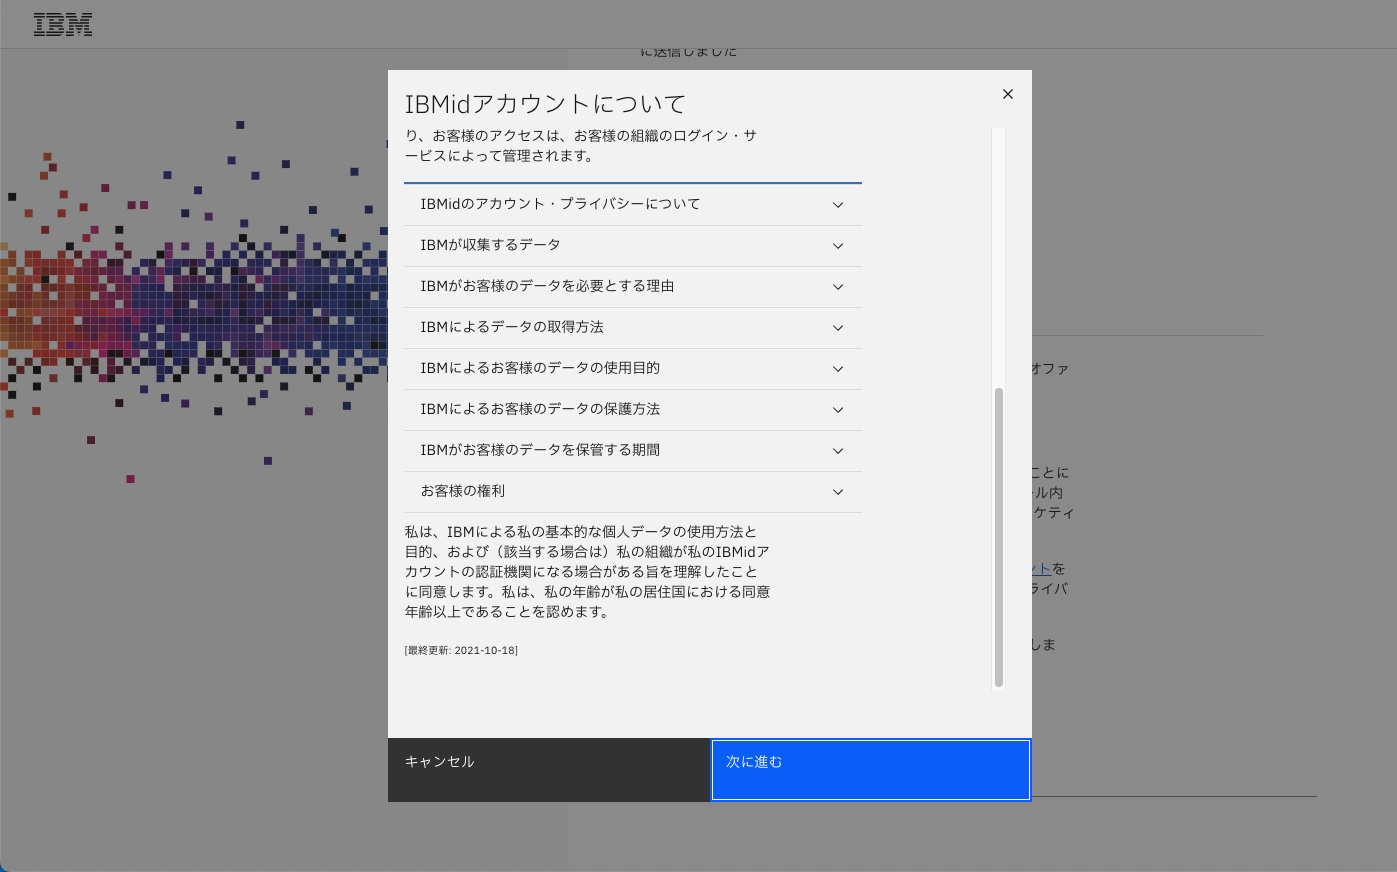 IBM
に送信しました
IBMidアカウントについて
り、お客様のアクセスは、お客様の組織のログイン・サ
ービスによって管理されます。
IBMidのアカウント・プライバシーについて
IBMが収集するデータ
IBMがお客様のデータを必要とする理由
IBMによるデータの取得方法
オファ
IBMによるお客様のデータの使用目的
IBMによるお客様のデータの保護方法
IBMがお客様のデータを保管する期間
ことに
お客様の権利
ル内
ケティ
私は、IBMによる私の基本的な個人データの使用方法と
目的、および（該当する場合は）私の組織が私のIBMidア
カウントの認証機関になる場合がある旨を理解したこと
ントを
に同意します。私は、私の年齢が私の居住国における同意
ライバ
年齢以上であることを認めます。
しま
[最終更新: 2021-10-18]
キャンセル
次に進む